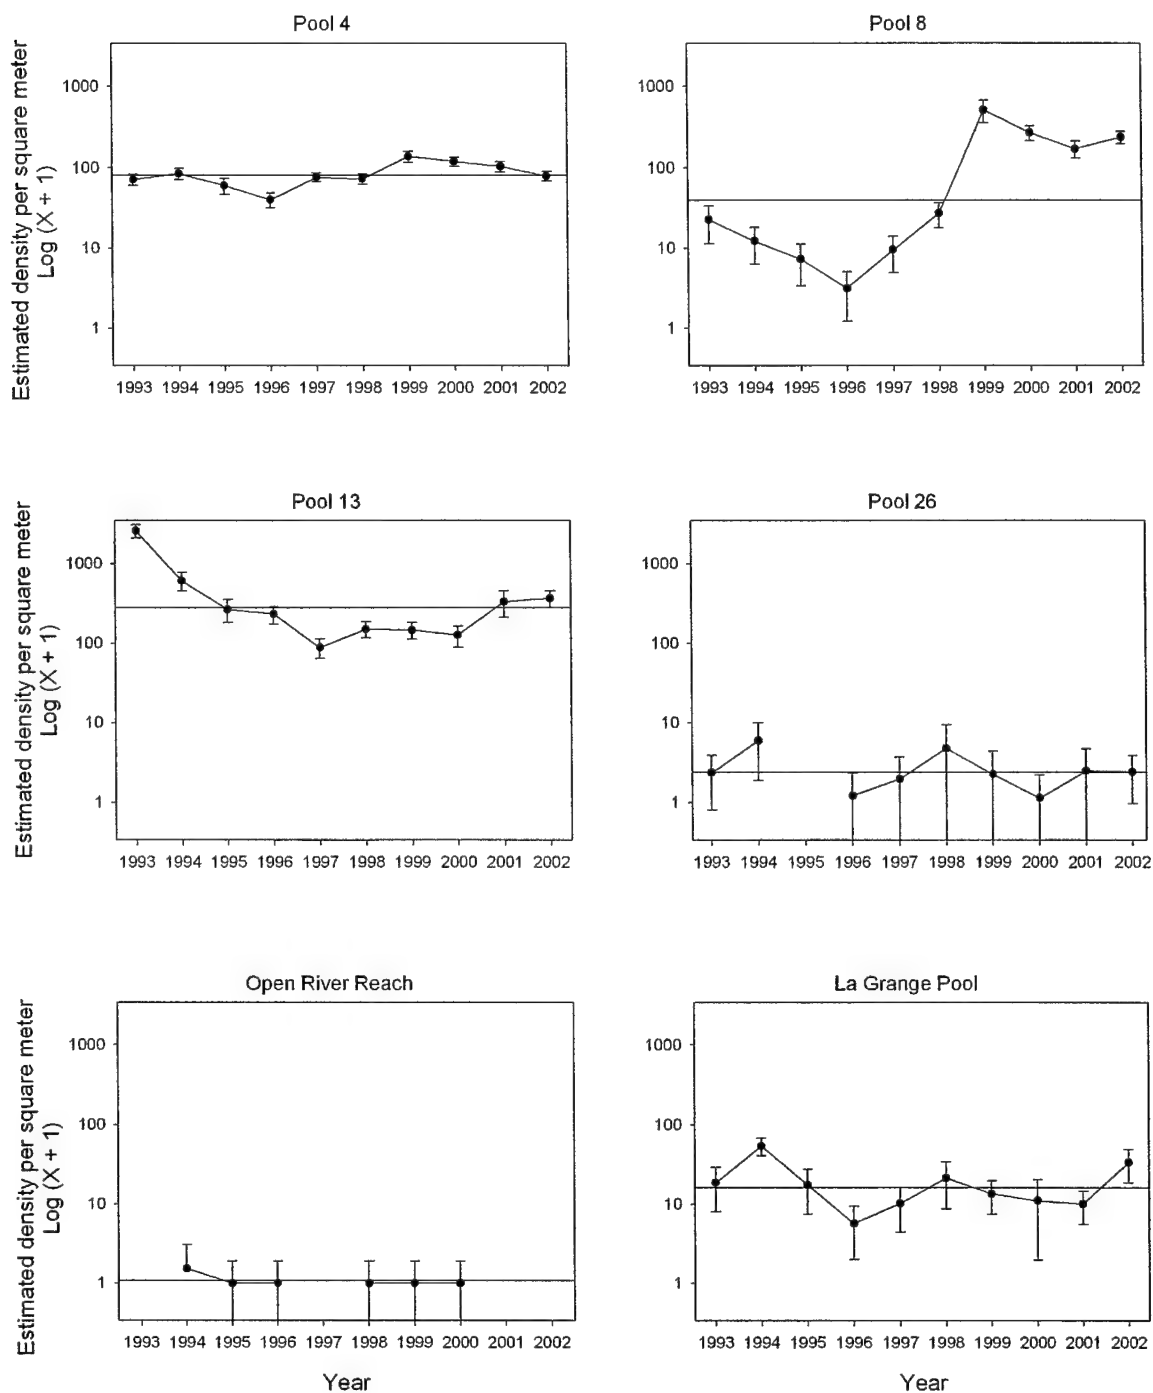 Pool 4
Pool 8
Estimated density per square meter
Log (X + 1)
1000
100
10
1
1993 1994 1995 1996 1997 1998 1999 2000 2001 2002
1000
100
10
1
1993 1994 1995 1996 1997 1998 1999 2000 2001 2002
Pool 13
Pool 26
Estimated density per square meter
Log (X + 1)
1000
100
10
1
1993 1994 1995 1996 1997 1998 1999 2000 2001 2002
1000
100
10
1
1993 1994 1995 1996 1997 1998 1999 2000 2001 2002
Open River Reach
La Grange Pool
Estimated density per square meter
Log (X + 1)
1000
100
10
1
1993 1994 1995 1996 1997 1998 1999 2000 2001 2002
Year
1000
100
10
1
1993 1994 1995 1996 1997 1998 1999 2000 2001 2002
Year